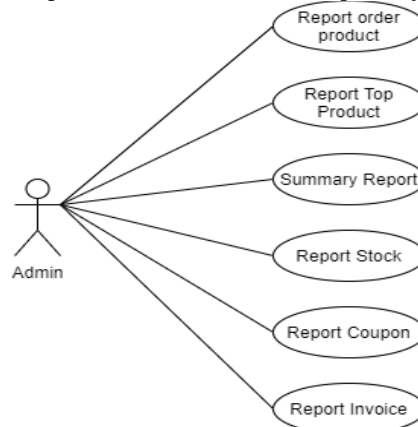 Report order
product
Report Top
Product
Summary Report
Admin
Report Stock
Report Coupon
Report Invoice